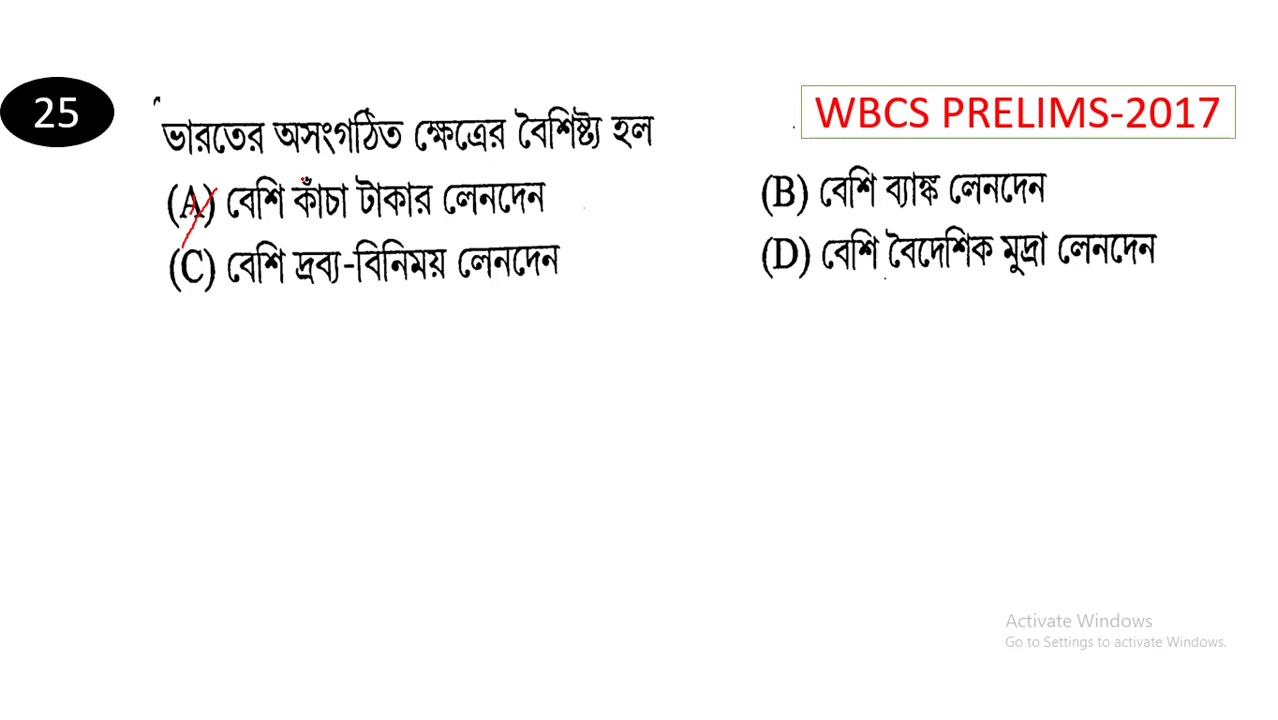 25
WBCS PRELIMS-2017
ভারতের অসংগঠিত ক্ষেত্রের বৈশিষ্ট্য হল
(A) বেশি কাঁচা টাকার লেনদেন
(B) বেশি ব্যাঙ্ক লেনদেন
(C) বেশি দ্রব্য-বিনিময় লেনদেন
(D) বেশি বৈদেশিক মুদ্রা লেনদেন
Activate Windows
Go to Settings to activate Windows.